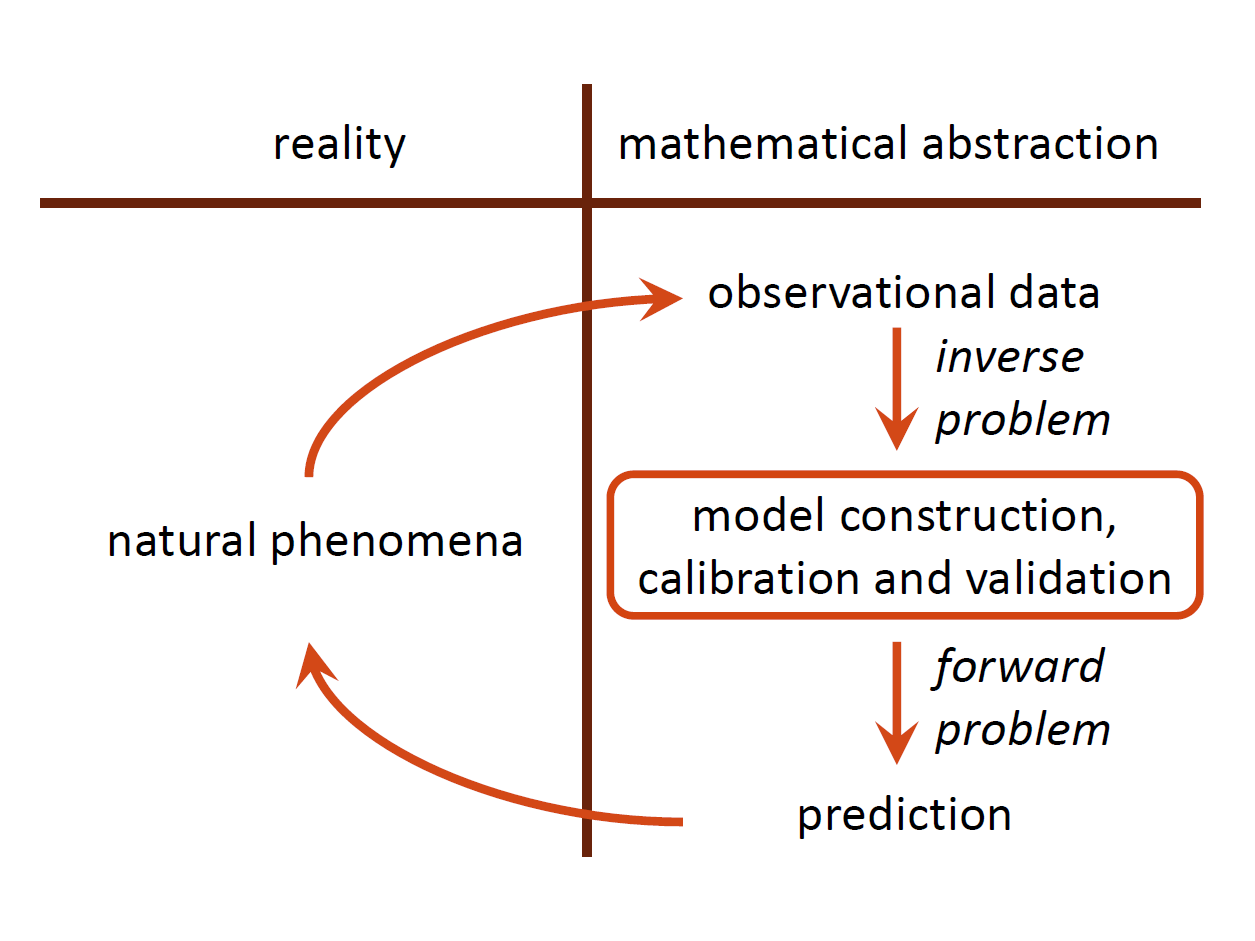 reality
mathematical abstraction
observational data
inverse
problem
natural phenomena
model construction,
calibration and validation
forward
problem
prediction